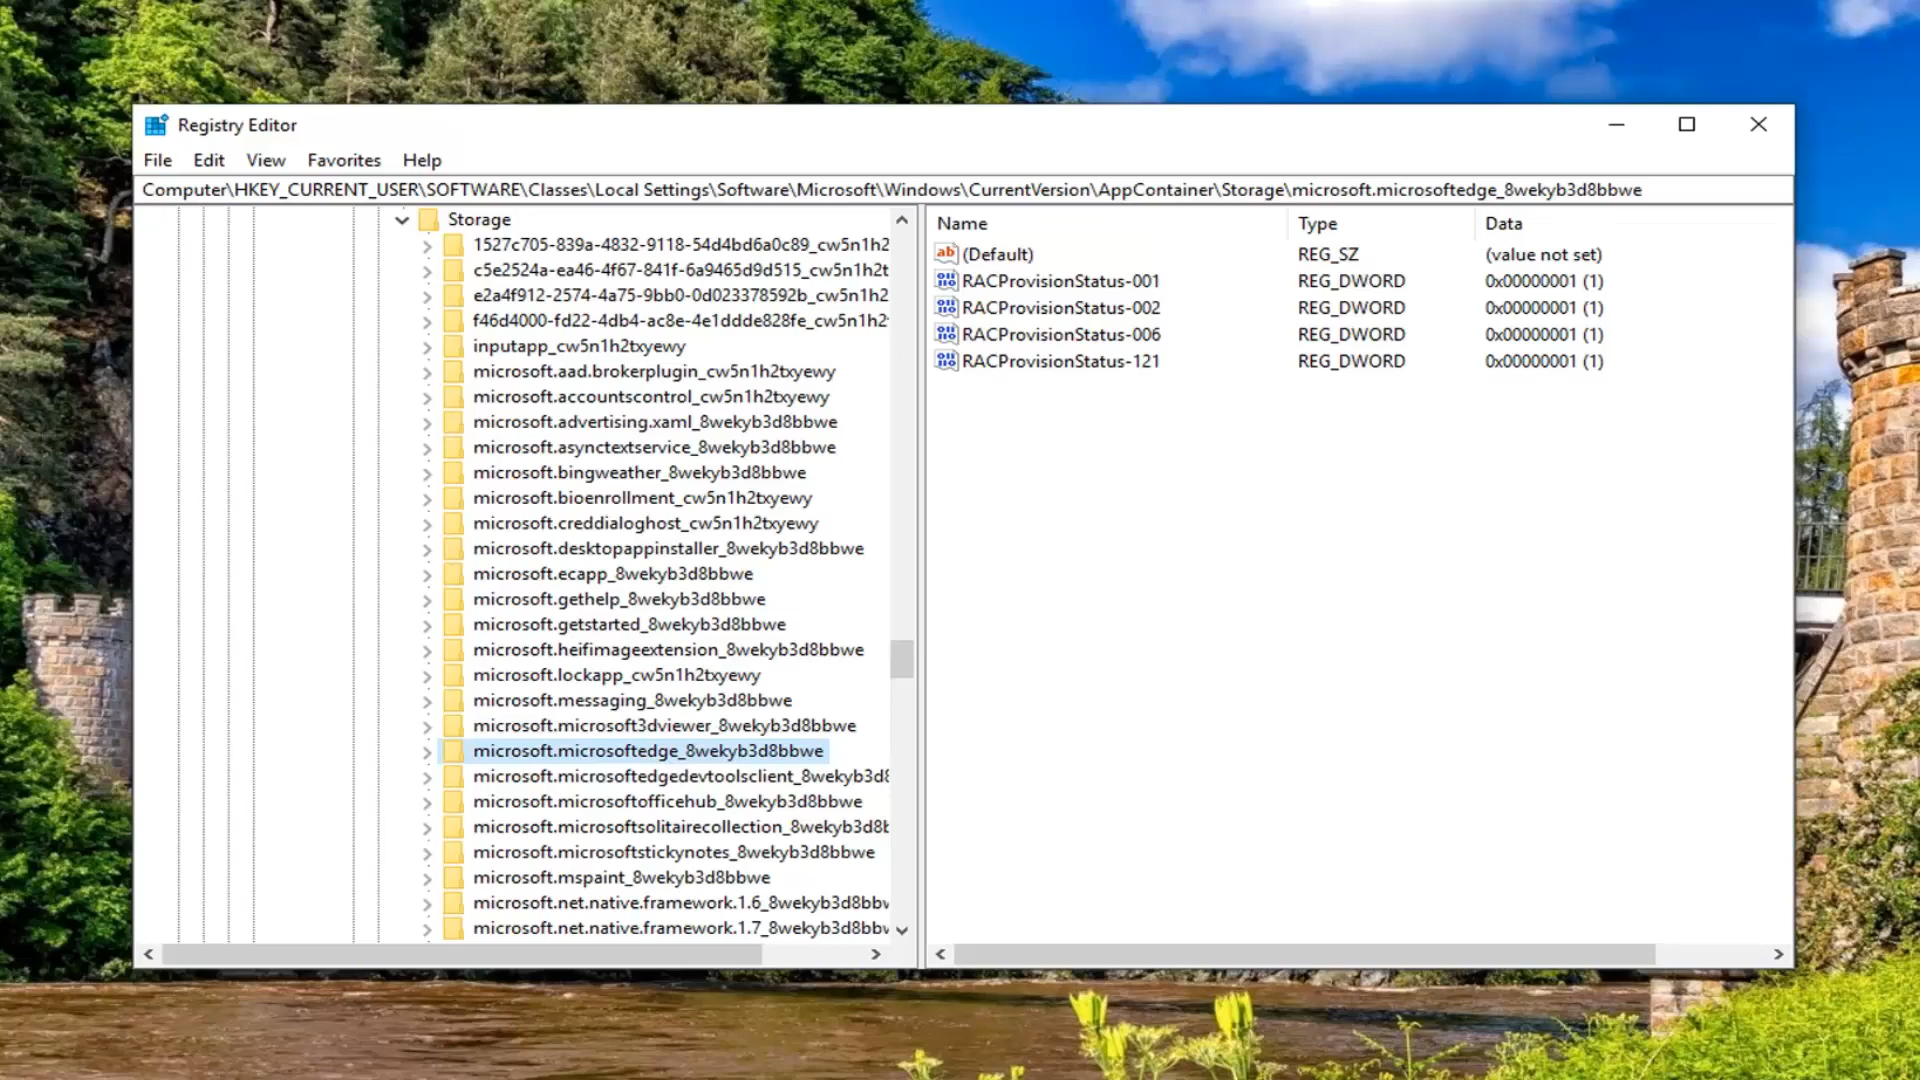 Registry Editor
File Edit View Favorites Help
Computer\HKEY_CURRENT_USER\SOFTWARE\Classes\Local Settings\Software\Microsoft\Windows\CurrentVersion\AppContainer\Storage\microsoft.microsoftedge_8wekyb3d8bbwe
Storage
1527c705-839a-4832-9118-54d4bd6a0c89_cw5n1h2
c5e2524a-ea46-4f67-841f-6a9465d9d515_cw5n1h2t
e2a4f912-2574-4a75-9bb0-0d023378592b_cw5n1h2
f46d4000-fd22-4db4-ac8e-4e1ddde828fe_cw5n1h2
inputapp_cw5n1h2txyewy
microsoft.aad.brokerplugin_cw5n1h2txyewy
microsoft.accountscontrol_cw5n1h2txyewy
microsoft.advertising.xaml_8wekyb3d8bbwe
microsoft.asynctextservice_8wekyb3d8bbwe
microsoft.bingweather_8wekyb3d8bbwe
microsoft.bioenrollment_cw5n1h2txyewy
microsoft.creddialoghost_cw5n1h2txyewy
microsoft.desktopappinstaller_8wekyb3d8bbwe
microsoft.ecapp_8wekyb3d8bbwe
microsoft.gethelp_8wekyb3d8bbwe
microsoft.getstarted_8wekyb3d8bbwe
microsoft.heifimageextension_8wekyb3d8bbwe
microsoft.lockapp_cw5n1h2txyewy
microsoft.messaging_8wekyb3d8bbwe
microsoft.microsoft3dviewer_8wekyb3d8bbwe
microsoft.microsoftedge_8wekyb3d8bbwe
microsoft.microsoftedgedevtoolsclient_8wekyb3d8
microsoft.microsoftofficehub_8wekyb3d8bbwe
microsoft.microsoftsolitairecollection_8wekyb3d8b
microsoft.microsoftstickynotes_8wekyb3d8bbwe
microsoft.mspaint_8wekyb3d8bbwe
microsoft.net.native.framework.1.6_8wekyb3d8bbw
microsoft.net.native.framework.1.7_8wekyb3d8bbw
Name Type Data
(Default) REG_SZ (value not set)
RACProvisionStatus-001 REG_DWORD 0x00000001 (1)
RACProvisionStatus-002 REG_DWORD 0x00000001 (1)
RACProvisionStatus-006 REG_DWORD 0x00000001 (1)
RACProvisionStatus-121 REG_DWORD 0x00000001 (1)